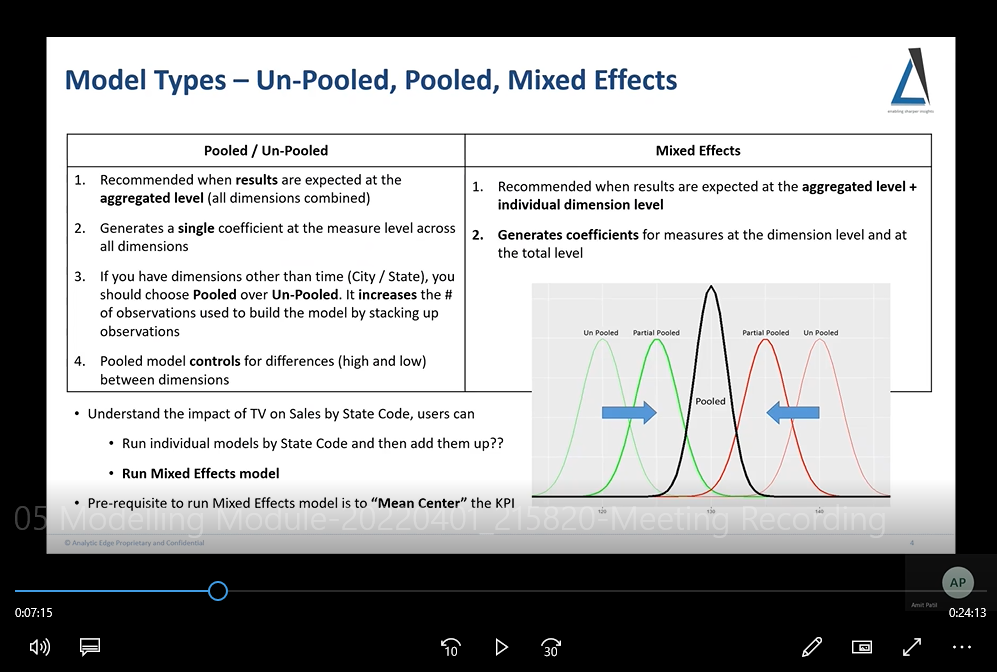 Model Types – Un-Pooled, Pooled, Mixed Effects
enabling sharper insights
Pooled / Un-Pooled
1. Recommended when results are expected at the
aggregated level (all dimensions combined)
2. Generates a single coefficient at the measure level across
all dimensions
3. If you have dimensions other than time (City / State), you
should choose Pooled over Un-Pooled. It increases the #
of observations used to build the model by stacking up
observations
4. Pooled model controls for differences (high and low)
between dimensions
Mixed Effects
1. Recommended when results are expected at the aggregated level +
individual dimension level
2. Generates coefficients for measures at the dimension level and at
the total level
Un Pooled Partial Pooled Partial Pooled Un Pooled
Pooled
120 130 140
• Understand the impact of TV on Sales by State Code, users can
• Run individual models by State Code and then add them up??
• Run Mixed Effects model
• Pre-requisite to run Mixed Effects model is to “Mean Center” the KPI
05 Modelling Module-20220401_215820-Meeting Recording
© Analytic Edge Proprietary and Confidential
4
AP
Amit Patil
0:07:15
0:24:13
10
30